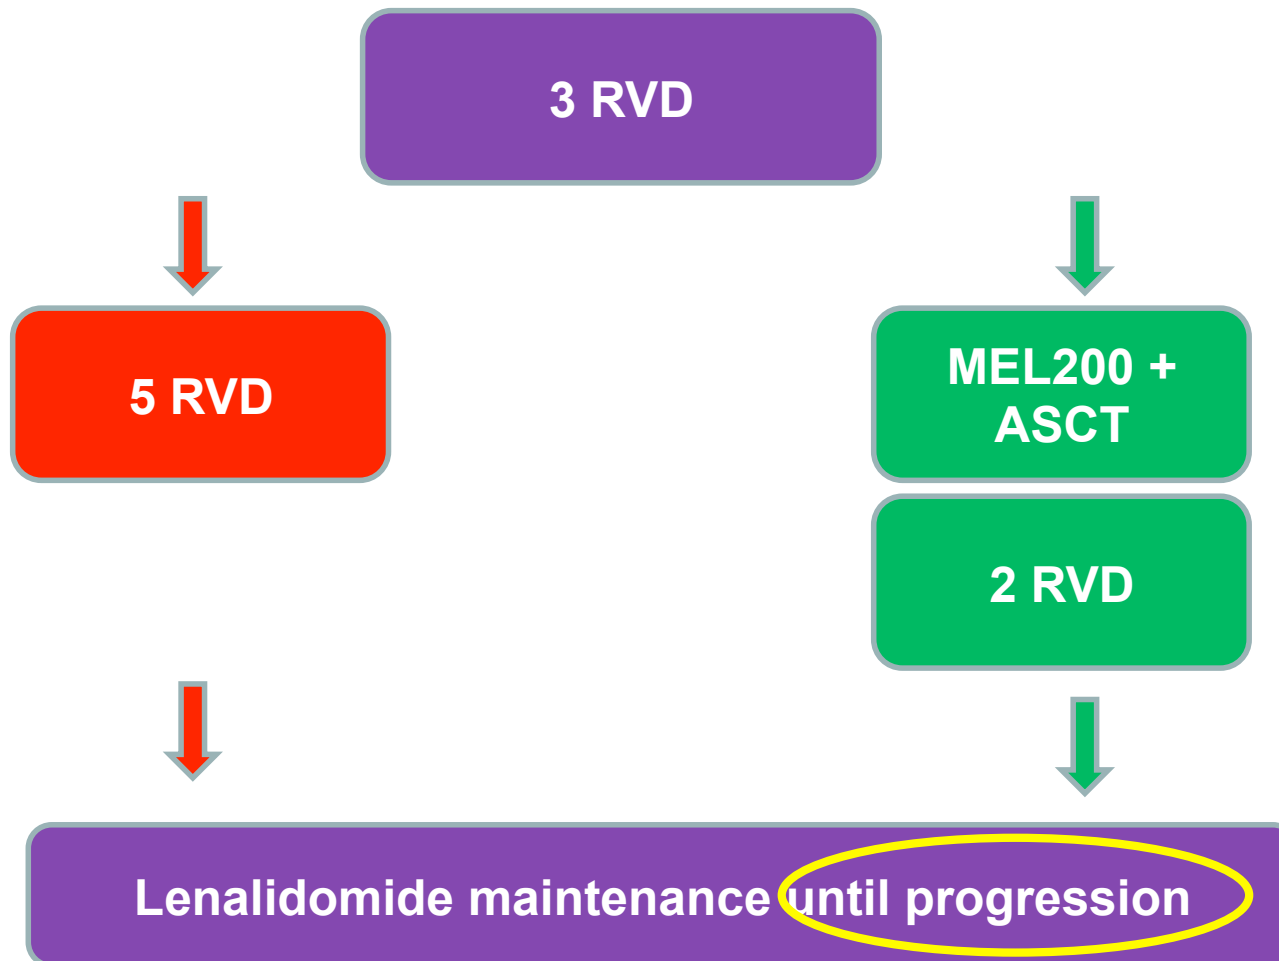 3 RVD
5 RVD
MEL200 +
ASCT
2 RVD
Lenalidomide maintenance until progression